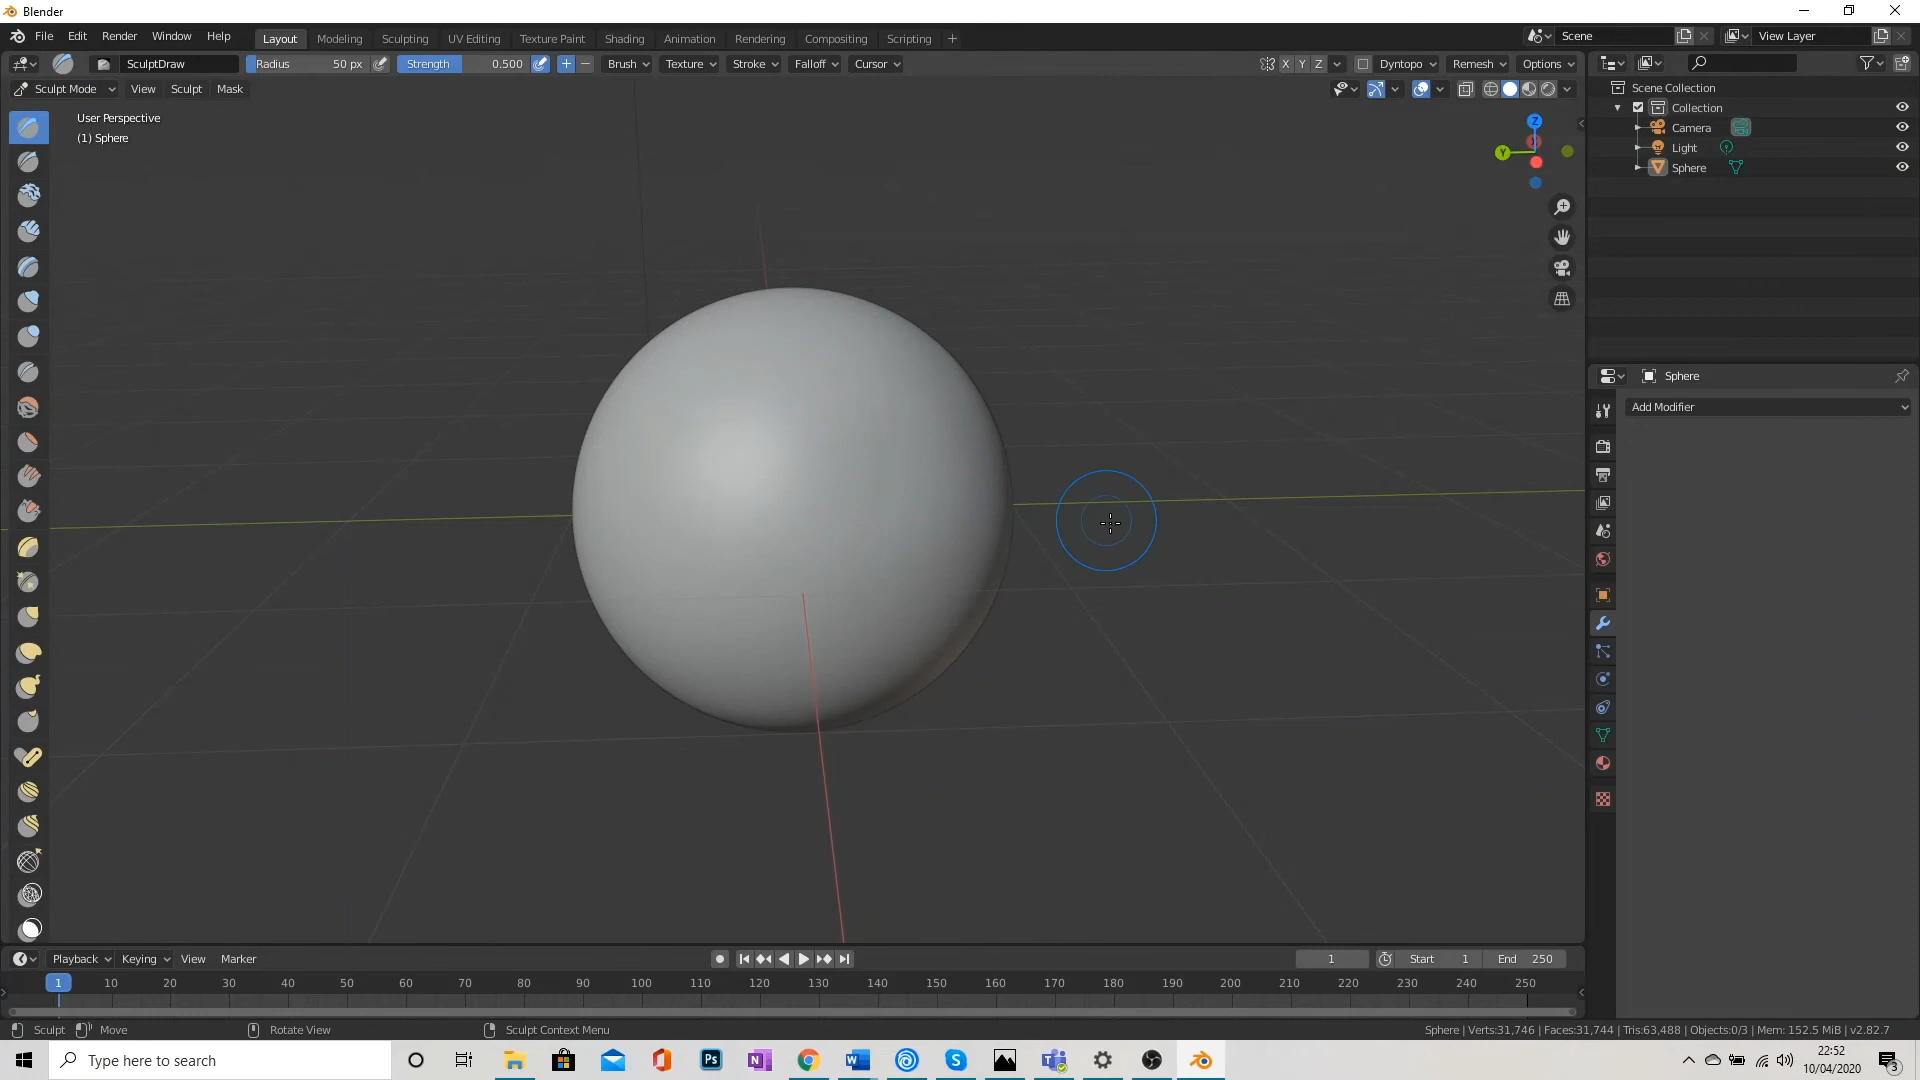 Blender
File Edit Render Window Help Layout Modeling Sculpting UV Editing Texture Paint Shading Animation Rendering Compositing Scripting Scene View Layer
SculptDraw Radius 50 px Strength 0.500 Brush Texture Stroke Falloff Cursor X Y Z Dyntopo Remesh Options
Sculpt Mode View Sculpt Mask
Scene Collection
Collection
Camera
Light
Sphere
User Perspective
(1) Sphere
Z
Y
Sphere
Add Modifier
Playback Keying View Marker 1 Start 1 End 250
1 10 20 30 40 50 60 70 80 90 100 110 120 130 140 150 160 170 180 190 200 210 220 230 240 250
Sculpt Move Rotate View Sculpt Context Menu Sphere | Verts:31,746 | Faces:31,744 | Tris:63,488 | Objects:0/3 | Mem: 152.5 MiB | v2.82.7
Type here to search
Ps
N
W
S
22:52
10/04/2020
3